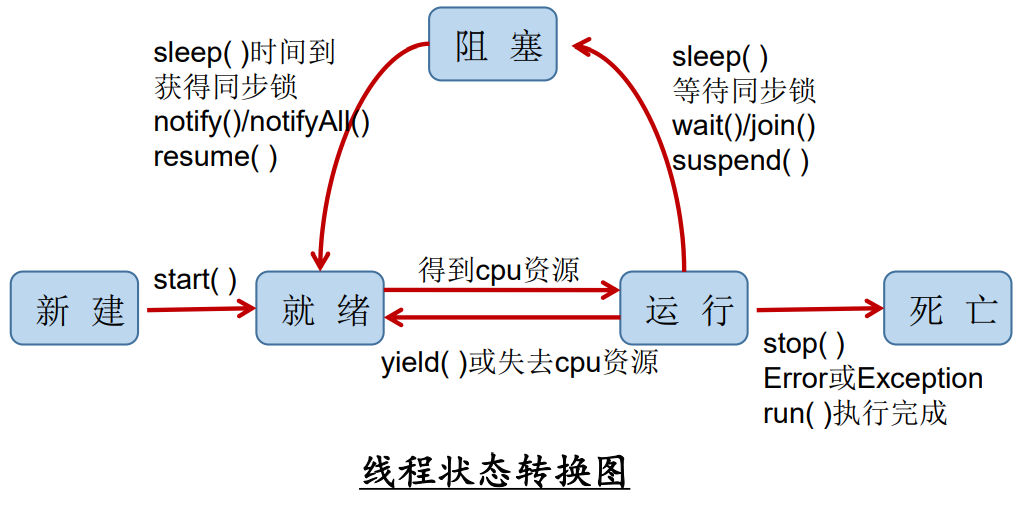 阻 塞
sleep( )时间到
获得同步锁
notify()/notifyAll()
resume( )
sleep( )
等待同步锁
wait()/join()
suspend( )
新 建
start( )
就 绪
得到cpu资源
yield( )或失去cpu资源
运 行
死 亡
stop( )
Error或Exception
run( )执行完成
线程状态转换图